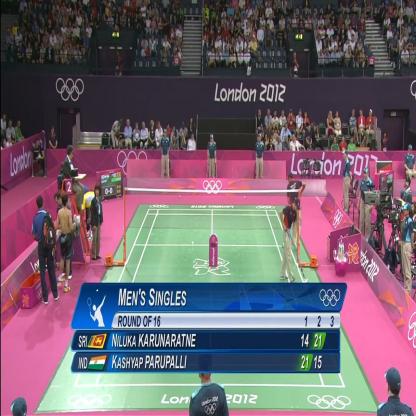 London 2012
London
London 2012
MEN'S SINGLES
ROUND OF 16 1 2 3
SRI NILUKA KARUNARATNE 14 21
IND KASHYAP PARUPALLI 21 15
London 2012